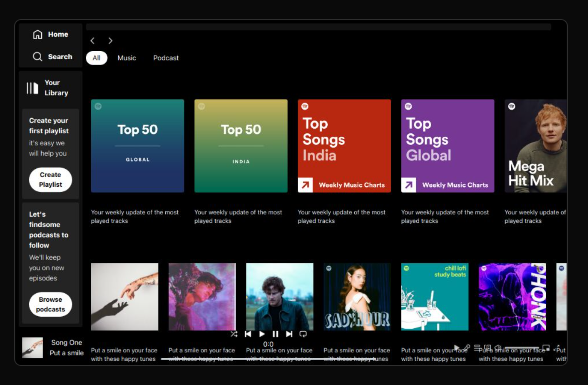 Home
Search
Your
Library
Create your
first playlist
it's easy we
will help you
Create
Playlist
Let's
findsome
podcasts to
follow
We'll keep
you on new
episodes
Browse
podcasts
All Music Podcast
Top 50
GLOBAL
Top 50
INDIA
Top
Songs
India
Weekly Music Charts
Top
Songs
Global
Weekly Music Charts
Mega
Hit Mix
Your weekly update of the most
played tracks
Your weekly update of the most
played tracks
Your weekly update of the most
played tracks
Your weekly update of the most
played tracks
Your weekly update of
played tracks
SAD HOUR
chill lofi
study beats
PHONK
Put a smile on your face
with these happy tunes
Put a smile on your face
with these happy tunes
Put a smile on your face
with these happy tunes
Put a smile on your face
with these happy tunes
Put a smile on your face
with these happy tunes
Put a smile on your face
with these happy tunes
Put
with
Song One
Put a smile
0:0